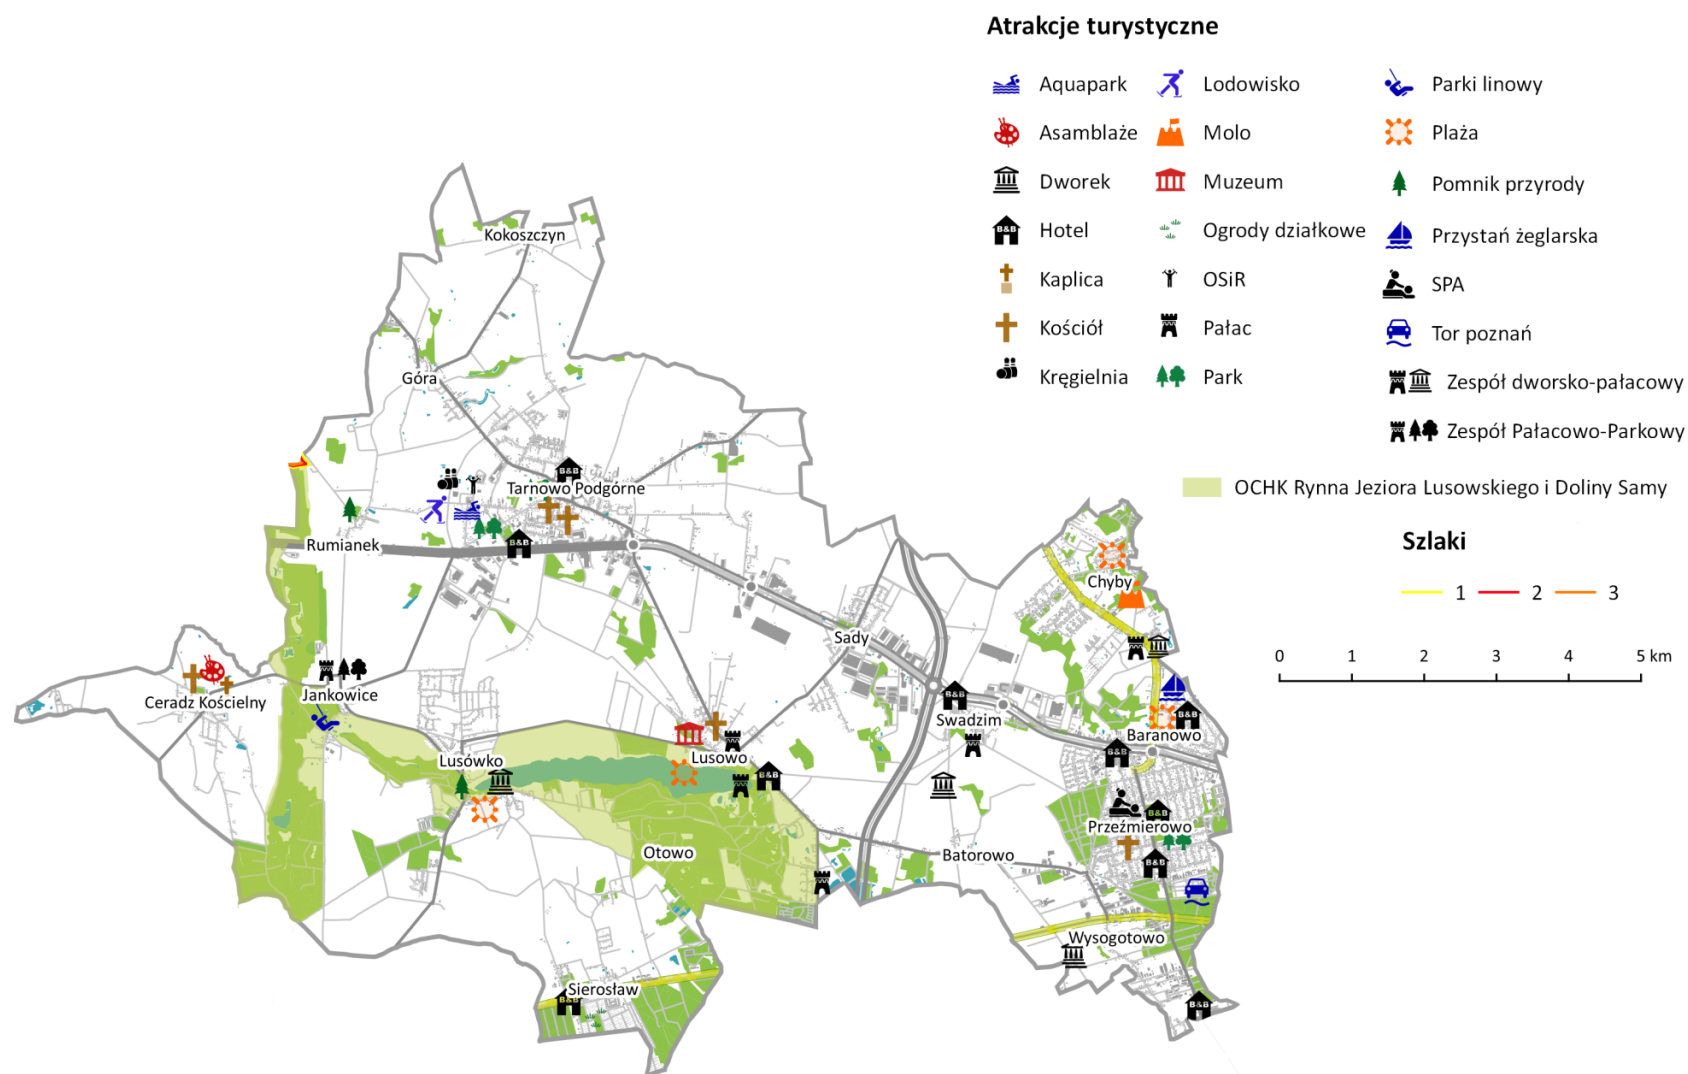 Atrakcje turystyczne
Aquapark
Lodowisko
Parki linowy
Asamblaże
Molo
Plaża
Dworek
Muzeum
Pomnik przyrody
Hotel
Ogrody działkowe
Przystań żeglarska
Kaplica
OSiR
SPA
Kościół
Pałac
Tor poznań
Kręgielnia
Park
Zespół dworsko-pałacowy
Zespół Pałacowo-Parkowy
OCHK Rynna Jeziora Lusowskiego i Doliny Samy
Szlaki
1 2 3
0 1 2 3 4 5 km
Kokoszczyn
Góra
B&B
Tarnowo Podgórne
B&B
Rumianek
Chyby
Sady
Jankowice
Ceradz Kościelny
B&B
Swadzim
B&B
Baranowo
B&B
Lusowo
Lusówko
B&B
B&B
Przeźmierowo
Otowo
Batorowo
B&B
Wysogotowo
Sierosław
B&B
B&B